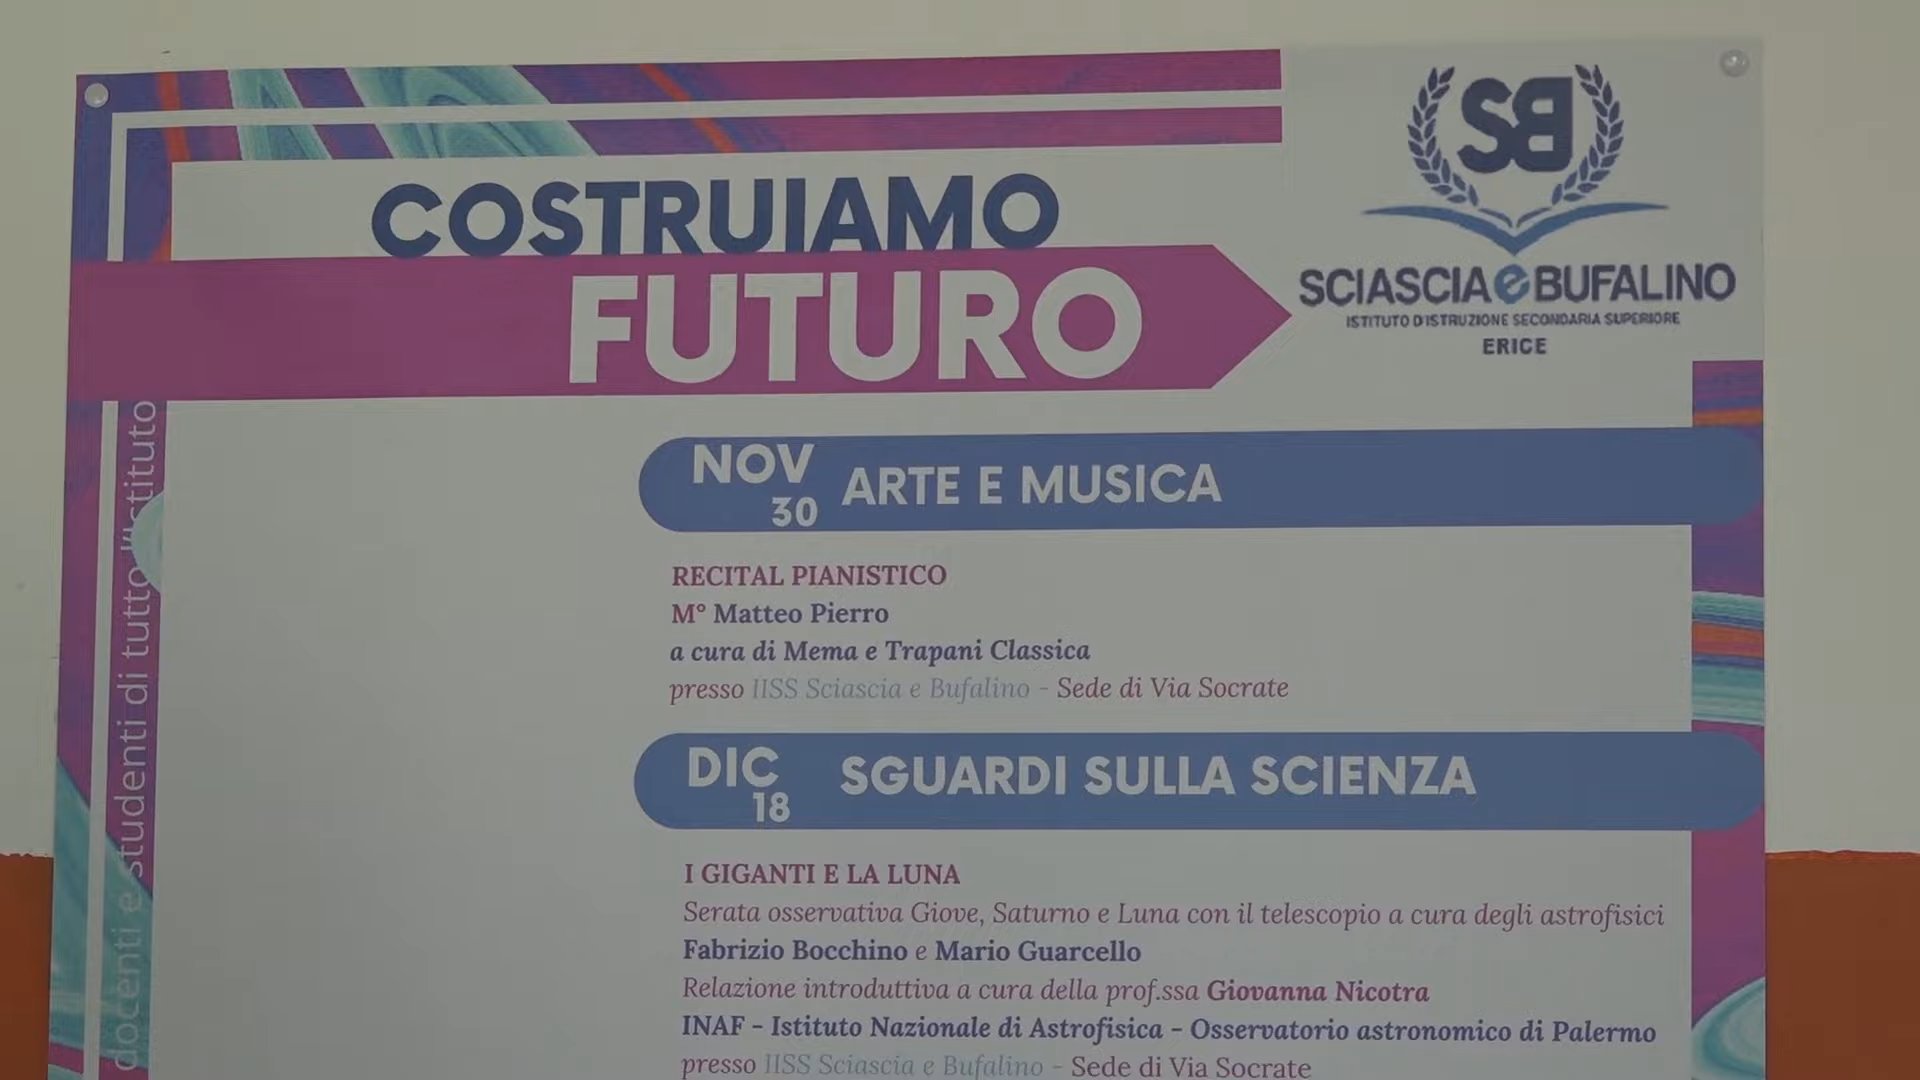 COSTRUIAMO
FUTURO
SB
SCIASCIA e BUFALINO
ISTITUTO D'ISTRUZIONE SECONDARIA SUPERIORE
ERICE
docenti e studenti di tutto l'Istituto
NOV
30
ARTE E MUSICA
RECITAL PIANISTICO
M° Matteo Pierro
a cura di Mema e Trapani Classica
presso IISS Sciascia e Bufalino - Sede di Via Socrate
DIC
18
SGUARDI SULLA SCIENZA
I GIGANTI E LA LUNA
Serata osservativa Giove, Saturno e Luna con il telescopio a cura degli astrofisici
Fabrizio Bocchino e Mario Guarcello
Relazione introduttiva a cura della prof.ssa Giovanna Nicotra
INAF - Istituto Nazionale di Astrofisica - Osservatorio astronomico di Palermo
presso IISS Sciascia e Bufalino - Sede di Via Socrate